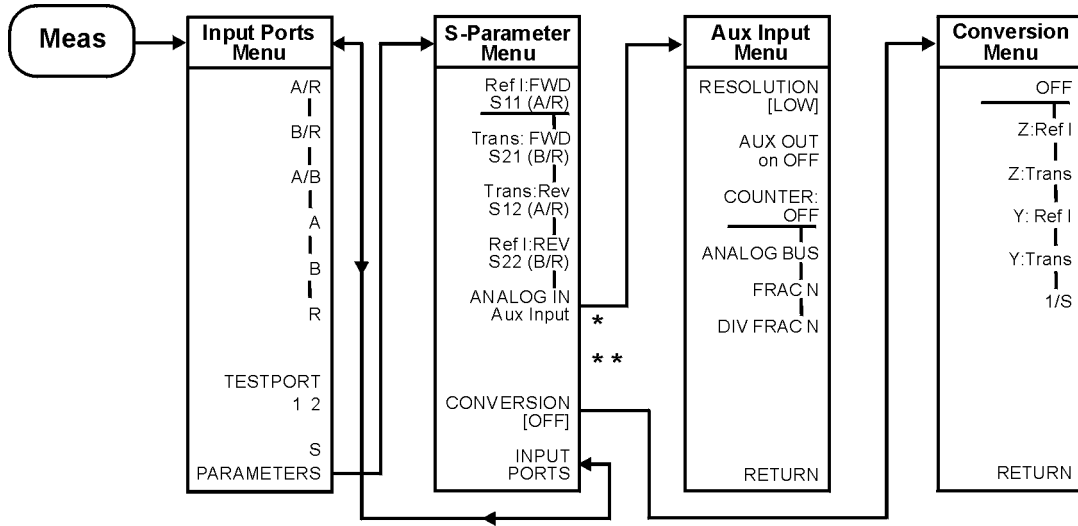 Meas
Input Ports
Menu
A/R
B/R
A/B
A
B
R
TESTPORT
1 2
S
PARAMETERS
S-Parameter
Menu
Ref l:FWD
S11 (A/R)
Trans: FWD
S21 (B/R)
Trans:Rev
S12 (A/R)
Ref l:REV
S22 (B/R)
ANALOG IN
Aux Input
*
* *
CONVERSION
[OFF]
INPUT
PORTS
Aux Input
Menu
RESOLUTION
[LOW]
AUX OUT
on OFF
COUNTER:
OFF
ANALOG BUS
FRAC N
DIV FRAC N
RETURN
Conversion
Menu
OFF
Z:Ref l
Z:Trans
Y: Ref l
Y:Trans
1/S
RETURN